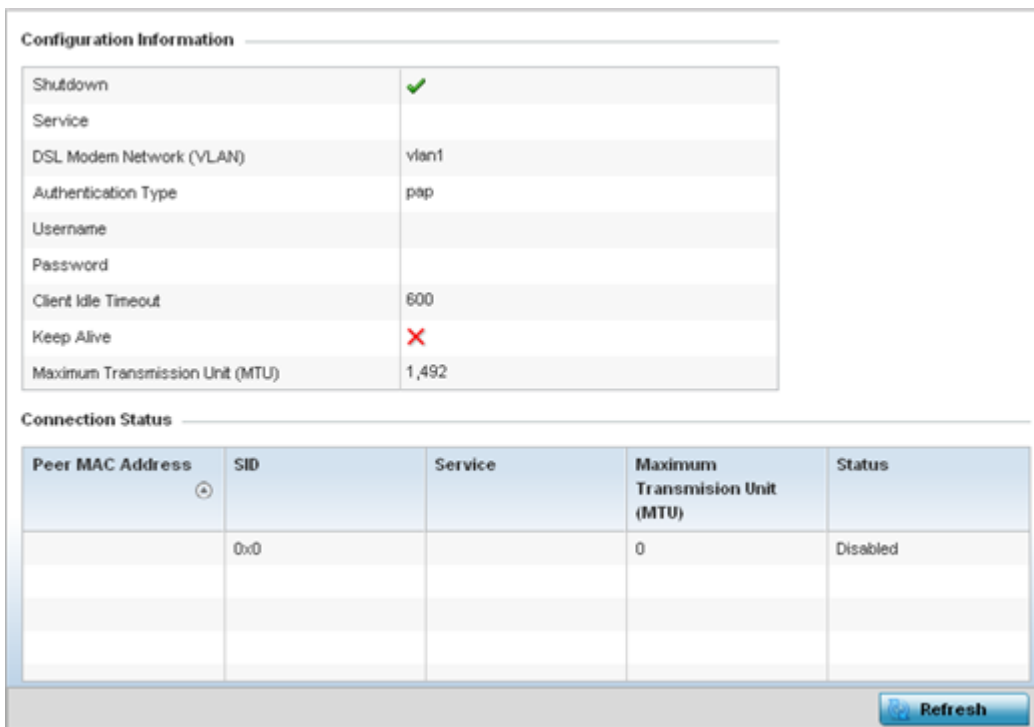 Configuration Information
Shutdown
Service
DSL Modem Network (VLAN) vlan1
Authentication Type pap
Username
Password
Client Idle Timeout 600
Keep Alive
Maximum Transmission Unit (MTU) 1,492
Connection Status
Peer MAC Address SID Service Maximum Transmision Unit (MTU) Status
0x0 0 Disabled
Refresh